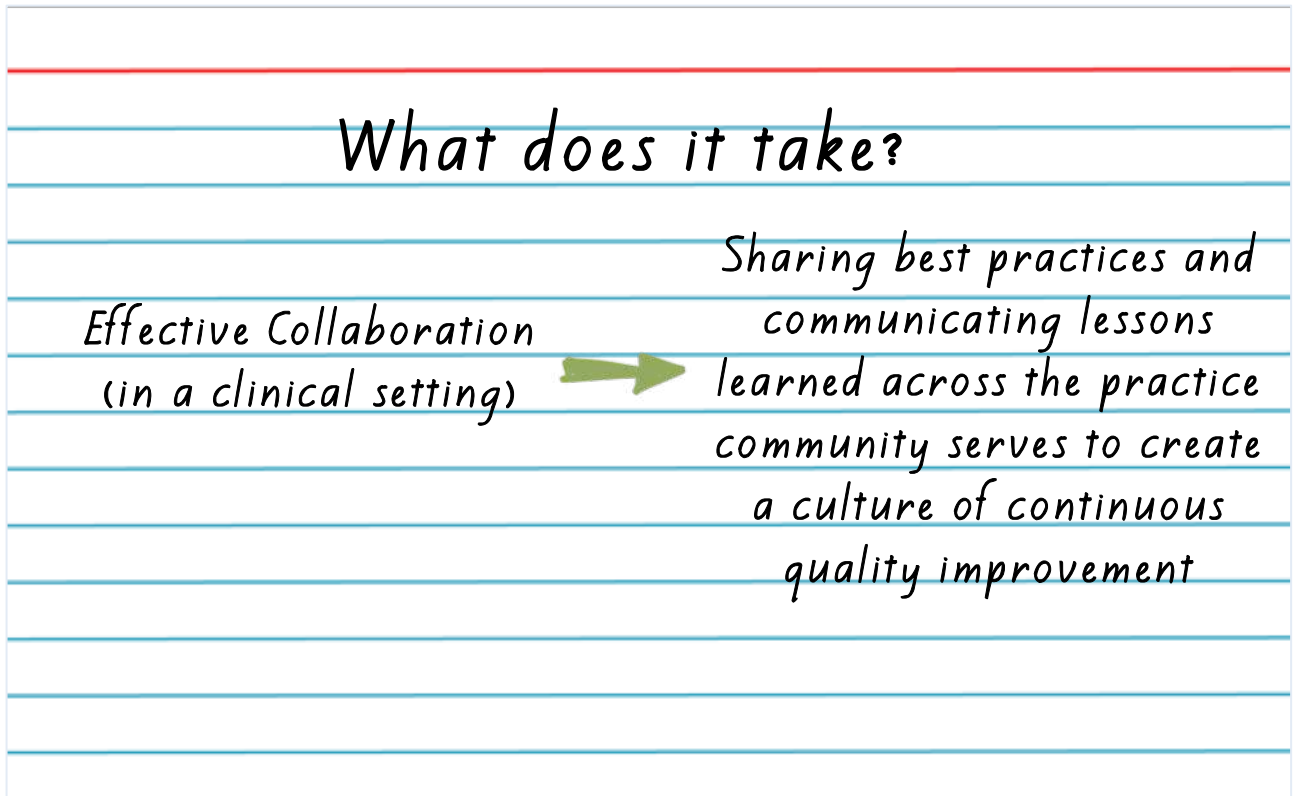 What does it take?
Effective Collaboration
(in a clinical setting)
Sharing best practices and
communicating lessons
learned across the practice
community serves to create
a culture of continuous
quality improvement